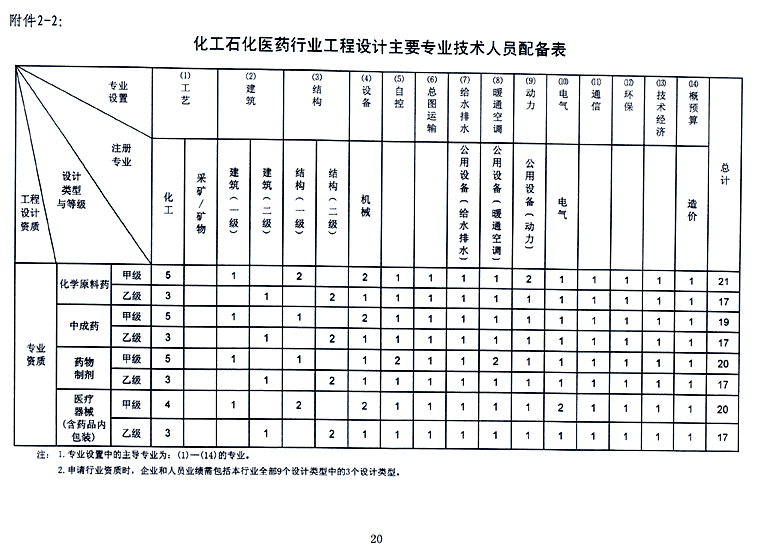 附件2-2:
化工石化医药行业工程设计主要专业技术人员配备表
专业设置 (1)工艺 (2)建筑 (3)结构 (4)设备 (5)自控 (6)总图运输 (7)给水排水 (8)暖通空调 (9)动力 (10)电气 (11)通信 (12)环保 (13)技术经济 (14)概预算 总计
注册专业 化工 采矿/矿物 建筑(一级) 建筑(二级) 结构(一级) 结构(二级) 机械 公用设备(给水排水) 公用设备(暖通空调) 公用设备(动力) 电气 造价
设计类型与等级
工程设计资质
专业资质
化学原料药 甲级 5 1 2 2 1 1 1 1 2 1 1 1 1 1 21
乙级 3 1 2 1 1 1 1 1 1 1 1 1 1 1 17
中成药 甲级 5 1 1 2 1 1 1 1 1 1 1 1 1 1 19
乙级 3 1 2 1 1 1 1 1 1 1 1 1 1 1 17
药物制剂 甲级 5 1 1 1 2 1 1 2 1 1 1 1 1 1 20
乙级 3 1 2 1 1 1 1 1 1 1 1 1 1 1 17
医疗器械(含药品内包装) 甲级 4 1 2 2 1 1 1 1 1 2 1 1 1 1 20
乙级 3 1 2 1 1 1 1 1 1 1 1 1 1 1 17
注: 1.专业设置中的主导专业为:(1)—(14)的专业。
2.申请行业资质时,企业和人员业绩需包括本行业全部9个设计类型中的3个设计类型。
20